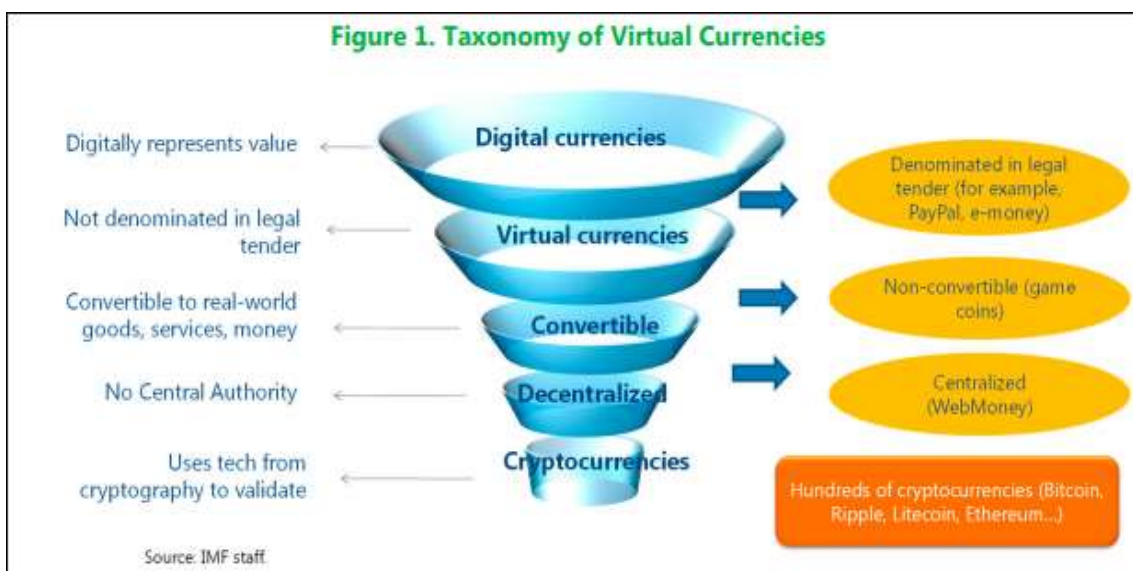 Figure 1. Taxonomy of Virtual Currencies
Digitally represents value
Digital currencies
Denominated in legal
tender (for example,
PayPal, e-money)
Not denominated in legal
tender
Virtual currencies
Convertible to real-world
goods, services, money
Convertible
Non-convertible (game
coins)
No Central Authority
Decentralized
Centralized
(WebMoney)
Uses tech from
cryptography to validate
Cryptocurrencies
Hundreds of cryptocurrencies (Bitcoin,
Ripple, Litecoin, Ethereum...)
Source: IMF staff.